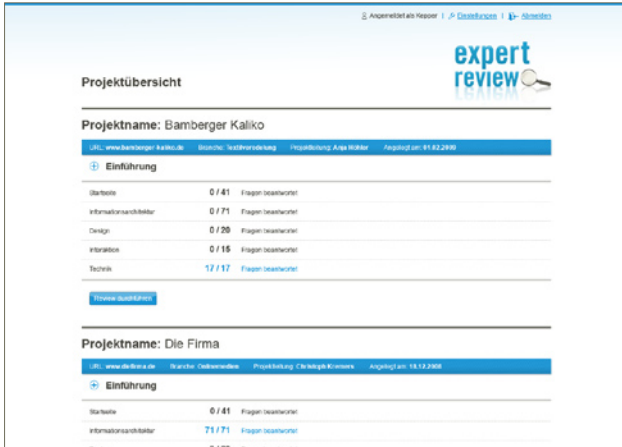 Angemeldet als Kepper | Einstellungen | Abmelden
expert
review
Projektübersicht
Projektname: Bamberger Kaliko
URL: www.bamberger-kaliko.de Branche: Textilveredelung Projektleitung: Anja Hühler Angelegt am: 01.02.2009
Einführung
Startseite 0 / 41 Fragen beantwortet
Informationsarchitektur 0 / 71 Fragen beantwortet
Design 0 / 20 Fragen beantwortet
Interaktion 0 / 15 Fragen beantwortet
Technik 17 / 17 Fragen beantwortet
Review durchführen
Projektname: Die Firma
URL: www.diefirma.de Branche: Onlinemedien Projektleitung: Christoph Angelegt am: 18.12.2008
Einführung
Startseite 0 / 41 Fragen beantwortet
Informationsarchitektur 71 / 71 Fragen beantwortet